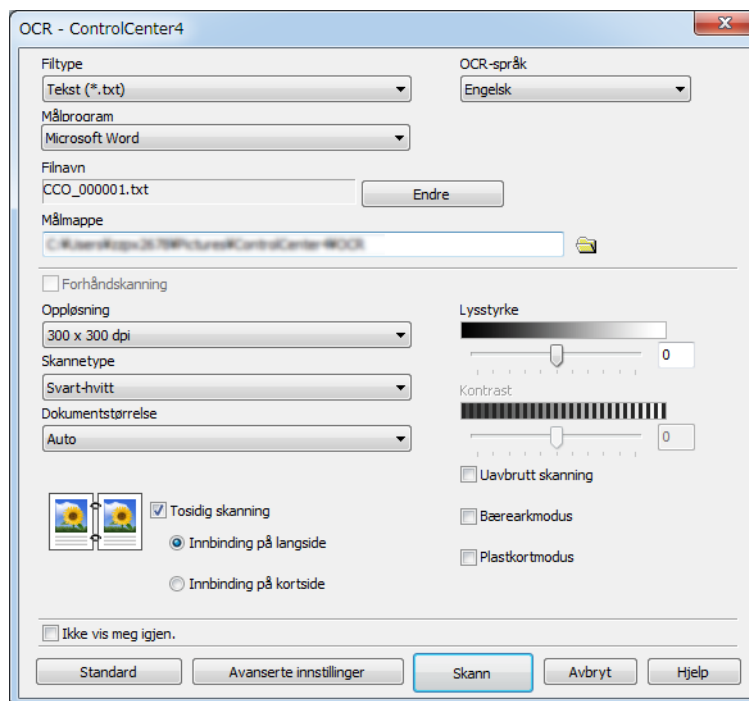 OCR - ControlCenter4
Filtype
Tekst (*.txt)
OCR-språk
Engelsk
Målprogram
Microsoft Word
Filnavn
CCO_000001.txt
Endre
Målmappe
Forhåndskanning
Oppløsning
300 x 300 dpi
Skannetype
Svart-hvitt
Dokumentstørrelse
Auto
Lysstyrke
0
Kontrast
0
Uavbrutt skanning
Bærearkmodus
Plastkortmodus
Tosidig skanning
Innbinding på langside
Innbinding på kortside
Ikke vis meg igjen.
Standard
Avanserte innstillinger
Skann
Avbryt
Hjelp